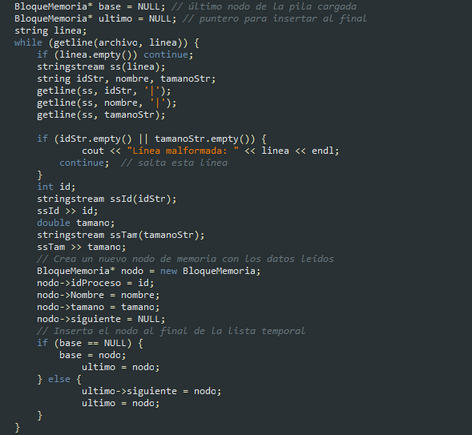 BloqueMemoria* base = NULL; // último nodo de la pila cargada
BloqueMemoria* ultimo = NULL; // puntero para insertar al final
string linea;
while (getline(archivo, linea)) {
    if (linea.empty()) continue;
    stringstream ss(linea);
    string idStr, nombre, tamanoStr;
    getline(ss, idStr, '|');
    getline(ss, nombre, '|');
    getline(ss, tamanoStr);

    if (idStr.empty() || tamanoStr.empty()) {
            cout << "Línea malformada: " << linea << endl;
        continue;  // salta esta línea
    }
    int id;
    stringstream ssId(idStr);
    ssId >> id;
    double tamano;
    stringstream ssTam(tamanoStr);
    ssTam >> tamano;
    // Crea un nuevo nodo de memoria con los datos leídos
    BloqueMemoria* nodo = new BloqueMemoria;
    nodo->idProceso = id;
    nodo->Nombre = nombre;
    nodo->tamano = tamano;
    nodo->siguiente = NULL;
    // Inserta el nodo al final de la lista temporal
    if (base == NULL) {
        base = nodo;
            ultimo = nodo;
    } else {
            ultimo->siguiente = nodo;
            ultimo = nodo;
    }
}